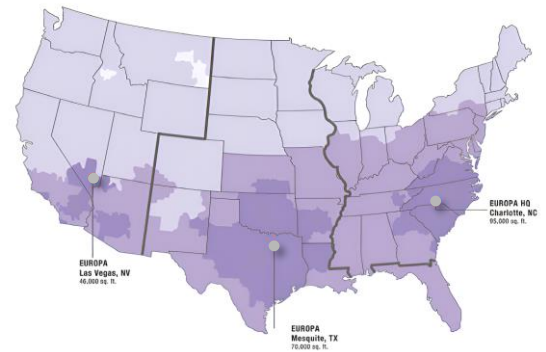 EUROPA HQ
Charlotte, NC
95,000 sq. ft.
EUROPA
Las Vegas, NV
46,000 sq. ft.
EUROPA
Mesquite, TX
70,000 sq. ft.